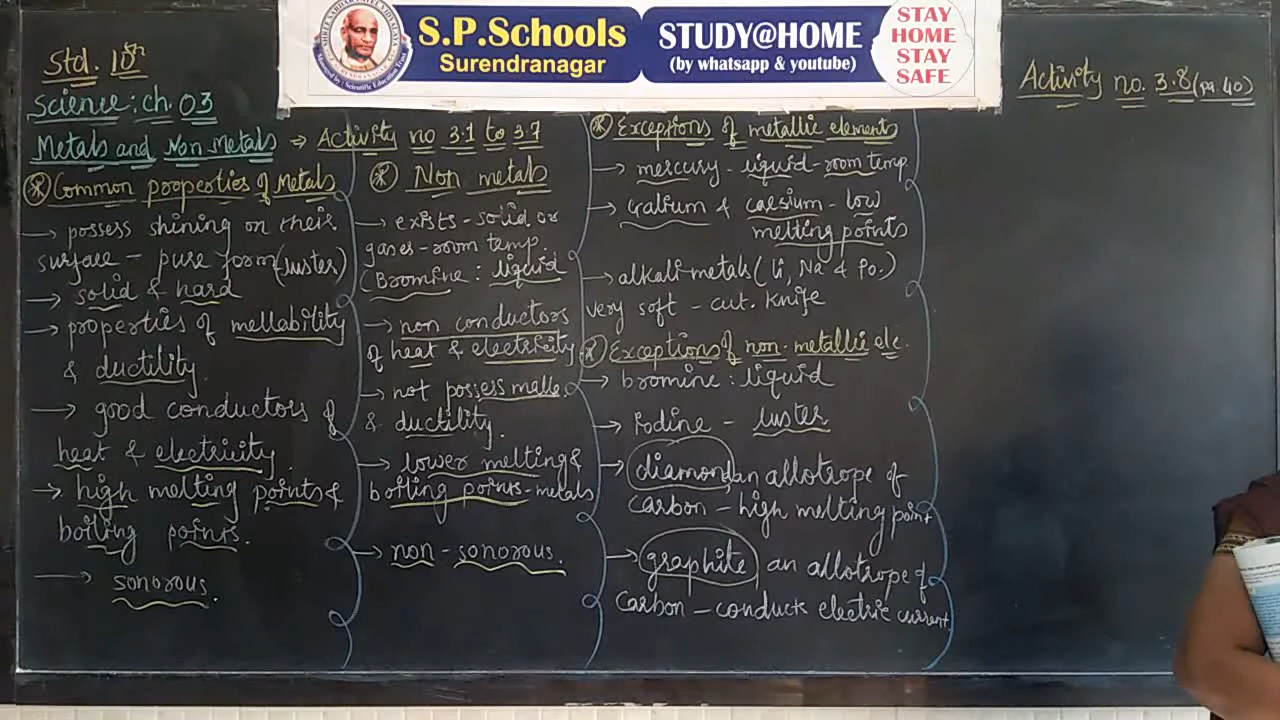 S.P.Schools
Surendranagar
STUDY@HOME
(by whatsapp & youtube)
STAY
HOME
STAY
SAFE
Std. 10th
Science: ch. 03
Metals and Non Metals → Activity no 3.1 to 3.7
* Common properties of Metals
→ possess shining on their
surface - pure form (luster)
→ solid & hard
→ properties of mellability
& ductility.
→ good conductors of
heat & electricity.
→ high melting points &
boiling points.
→ sonorous.
* Non metals
→ exists - solid or
gases - room temp.
(Bromine: liquid
→ non conductors
of heat & electricity.
→ not possess malle.
& ductility.
→ lower melting &
boiling points - metals
→ non - sonorous.
* Exceptions of metallic elements
→ mercury - liquid - room temp.
→ Galium & caesium - low
melting points
→ alkali-metals (Li, Na & Po.)
very soft - cut. knife
* Exceptions of non-metallic ele.
→ bromine: liquid
→ Iodine - luster
→ diamond an allotrope of
carbon - high melting point
→ graphite an allotrope of
Carbon - conducts electric current
Activity no. 3.8 (pg 40)